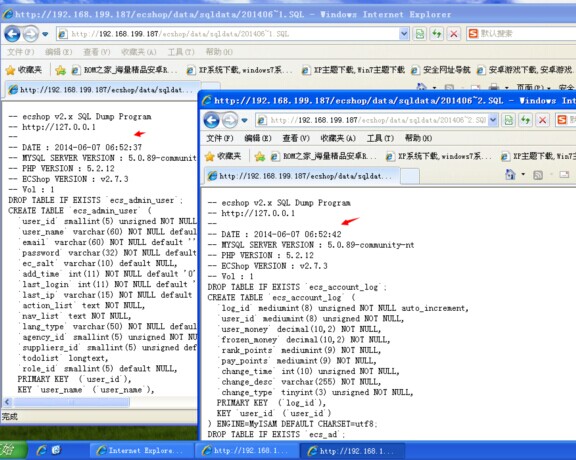 http://192.168.199.187/ecshop/data/sqldata/201406~1.SQL - Windows Internet Explorer
http://192.168.199.187/ecshop/data/sqldata/201406~1.SQL
默认搜索
文件(F) 编辑(E) 查看(V) 收藏夹(A) 工具(T) 帮助(H)
收藏夹 ROM之家_海量精品安卓R... XP系统下载,windows7系... XP主题下载,Win7主题下载 安全网址导航 安卓游戏下载,安卓游
http://192.168.199.187/ecshop/data/sqldat...
-- ecshop v2.x SQL Dump Program
-- http://127.0.0.1
--
-- DATE : 2014-06-07 06:52:37
-- MYSQL SERVER VERSION : 5.0.89-community
-- PHP VERSION : 5.2.12
-- ECShop VERSION : v2.7.3
-- Vol : 1
DROP TABLE IF EXISTS `ecs_admin_user`;
CREATE TABLE `ecs_admin_user` (
`user_id` smallint(5) unsigned NOT NULL
`user_name` varchar(60) NOT NULL default
`email` varchar(60) NOT NULL default ''
`password` varchar(32) NOT NULL default
`ec_salt` varchar(10) default NULL,
`add_time` int(11) NOT NULL default '0'
`last_login` int(11) NOT NULL default
`last_ip` varchar(15) NOT NULL default
`action_list` text NOT NULL,
`nav_list` text NOT NULL,
`lang_type` varchar(50) NOT NULL default
`agency_id` smallint(5) unsigned NOT NULL
`suppliers_id` smallint(5) unsigned def
`todolist` longtext,
`role_id` smallint(5) default NULL,
PRIMARY KEY (`user_id`),
KEY `user_name` (`user_name`),
完成
http://192.168.199.187/ecshop/data/sqldata/201406~2.SQL - Windows Int
http://192.168.199.187/ecshop/data/sqldata/201406~2.SQL
默认搜索
文件(F) 编辑(E) 查看(V) 收藏夹(A) 工具(T) 帮助(H)
收藏夹 ROM之家_海量精品安卓R... XP系统下载,windows7系... XP主题下载,Win
http://192.168.199.187/ecshop/data/sqldat...
-- ecshop v2.x SQL Dump Program
-- http://127.0.0.1
--
-- DATE : 2014-06-07 06:52:42
-- MYSQL SERVER VERSION : 5.0.89-community-nt
-- PHP VERSION : 5.2.12
-- ECShop VERSION : v2.7.3
-- Vol : 1
DROP TABLE IF EXISTS `ecs_account_log`;
CREATE TABLE `ecs_account_log` (
`log_id` mediumint(8) unsigned NOT NULL auto_increment,
`user_id` mediumint(8) unsigned NOT NULL,
`user_money` decimal(10,2) NOT NULL,
`frozen_money` decimal(10,2) NOT NULL,
`rank_points` mediumint(9) NOT NULL,
`pay_points` mediumint(9) NOT NULL,
`change_time` int(10) unsigned NOT NULL,
`change_desc` varchar(255) NOT NULL,
`change_type` tinyint(3) unsigned NOT NULL,
PRIMARY KEY (`log_id`),
KEY `user_id` (`user_id`)
) ENGINE=MyISAM DEFAULT CHARSET=utf8;
DROP TABLE IF EXISTS `ecs_ad`;
Internet Explore... http://192.168.1... http://192.168.1...